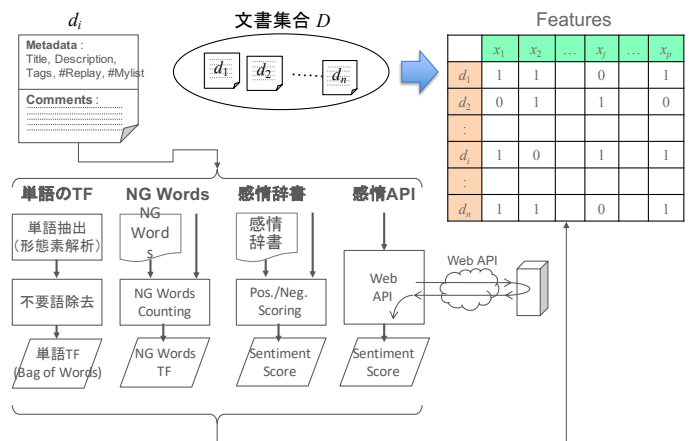 d_i
Metadata :
Title, Description,
Tags, #Replay, #Mylist
Comments :
文書集合 D
d_1
d_2
……
d_n
Features
x_1 x_2 … x_j … x_p
d_1 1 1 0 1
d_2 0 1 1 0
:
d_i 1 0 1 1
:
d_n 1 1 0 1
単語のTF
単語抽出
(形態素解析)
不要語除去
単語TF
(Bag of Words)
NG Words
NG
Word
s
NG Words
Counting
NG Words
TF
感情辞書
感情
辞書
Pos./Neg.
Scoring
Sentiment
Score
感情API
Web
API
Sentiment
Score
Web API